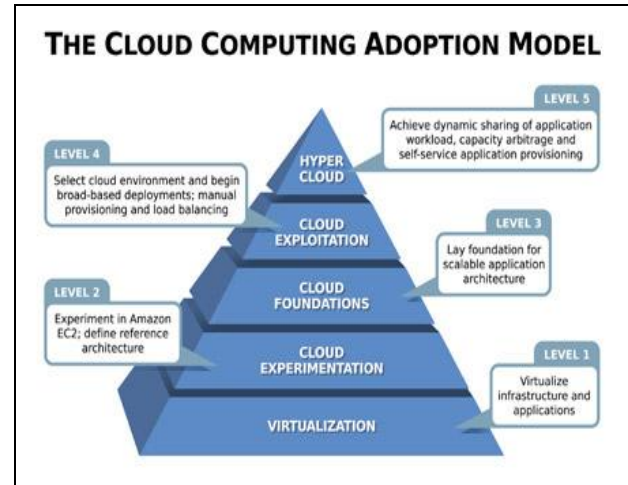 THE CLOUD COMPUTING ADOPTION MODEL
LEVEL 5
Achieve dynamic sharing of application
workload, capacity arbitrage and
self-service application provisioning
HYPER
CLOUD
LEVEL 4
Select cloud environment and begin
broad-based deployments; manual
provisioning and load balancing
CLOUD
EXPLOITATION
LEVEL 3
Lay foundation for
scalable application
architecture
CLOUD
FOUNDATIONS
LEVEL 2
Experiment in Amazon
EC2; define reference
architecture
CLOUD
EXPERIMENTATION
LEVEL 1
Virtualize
infrastructure and
applications
VIRTUALIZATION